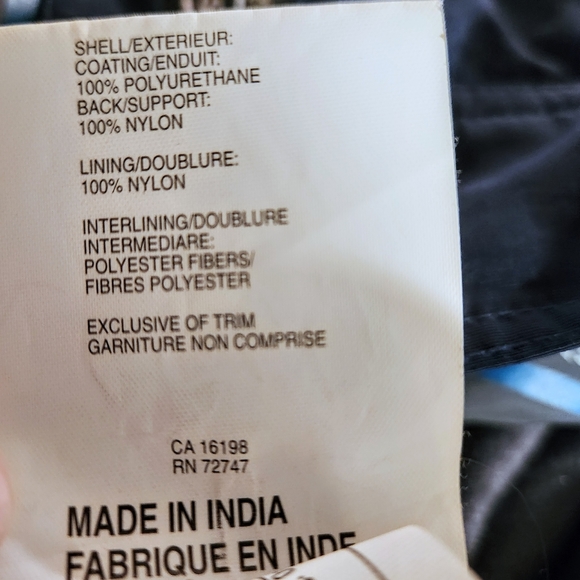 SHELL/EXTERIEUR:
COATING/ENDUIT:
100% POLYURETHANE
BACK/SUPPORT:
100% NYLON
LINING/DOUBLURE:
100% NYLON
INTERLINING/DOUBLURE
INTERMEDIARE:
POLYESTER FIBERS/
FIBRES POLYESTER
EXCLUSIVE OF TRIM
GARNITURE NON COMPRISE
CA 16198
RN 72747
MADE IN INDIA
FABRIQUE EN INDE